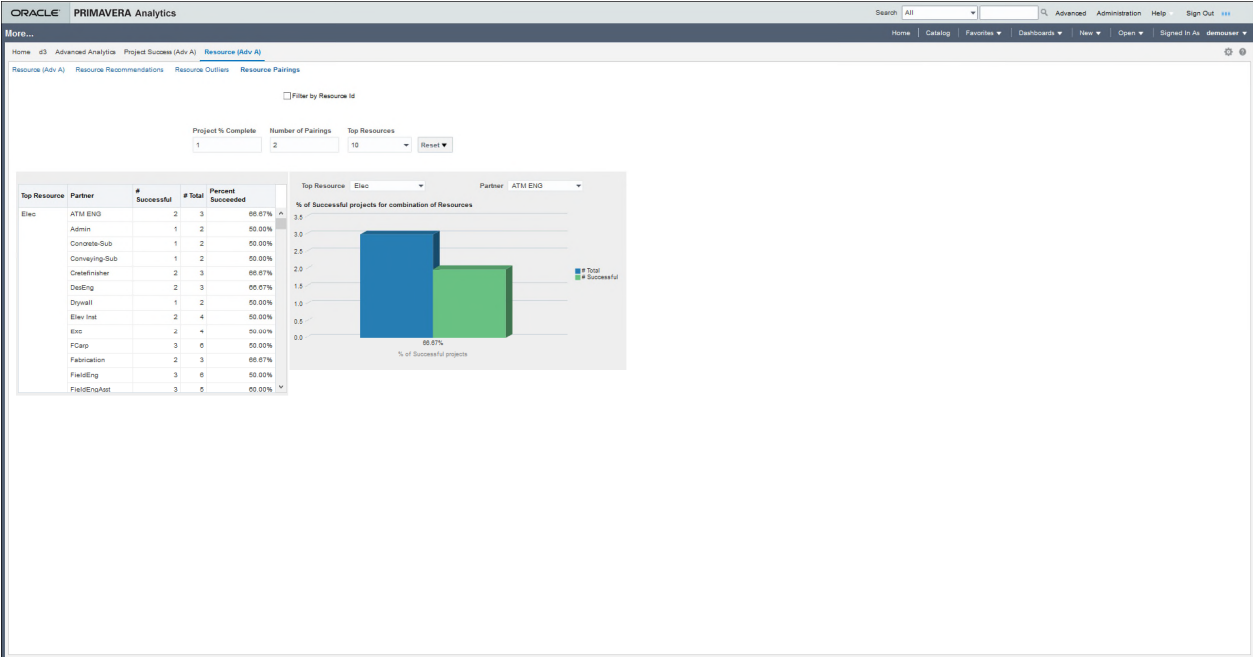 ORACLE PRIMAVERA Analytics Search All Advanced Administration Help Sign Out
More... Home Catalog Favorites Dashboards New Open Signed In As demouser
Home d3 Advanced Analytics Project Success (Adv A) Resource (Adv A)
Resource (Adv A) Resource Recommendations Resource Outliers Resource Pairings
Filter by Resource Id
Project % Complete Number of Pairings Top Resources
1 2 10 Reset
Top Resource Partner # Successful # Total Percent Succeeded
Elec ATM ENG 2 3 66.67%
Admin 1 2 50.00%
Concrete-Sub 1 2 50.00%
Conveying-Sub 1 2 50.00%
Cretefinisher 2 3 66.67%
DesEng 2 3 66.67%
Drywall 1 2 50.00%
Elev Inst 2 4 50.00%
Exc 2 4 50.00%
FCarp 3 6 50.00%
Fabrication 2 3 66.67%
FieldEng 3 6 50.00%
FieldEngAsst 3 5 60.00%
Top Resource Elec Partner ATM ENG
% of Successful projects for combination of Resources
3.5
3.0
2.5
2.0
1.5
1.0
0.5
0.0
# Total
# Successful
66.67%
% of Successful projects